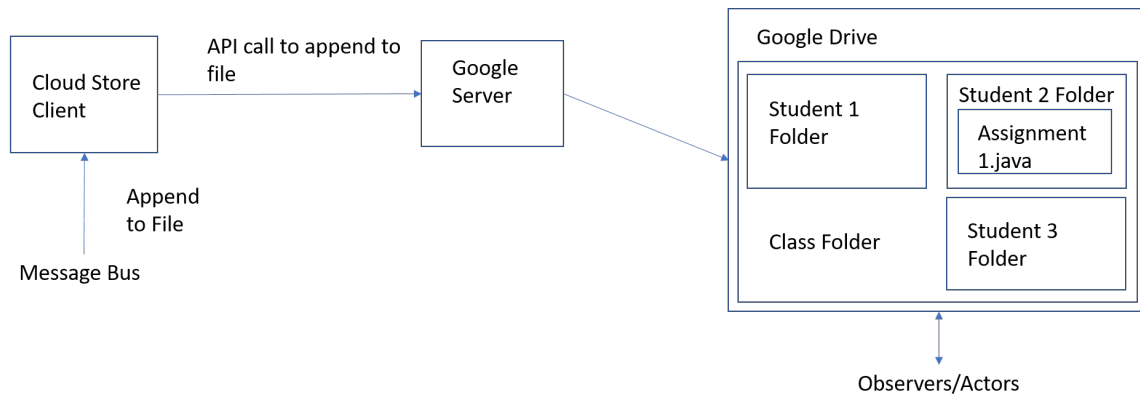 Cloud Store
Client
API call to append to
file
Google
Server
Google Drive
Student 1
Folder
Student 2 Folder
Assignment
1.java
Class Folder
Student 3
Folder
Append
to File
Message Bus
Observers/Actors